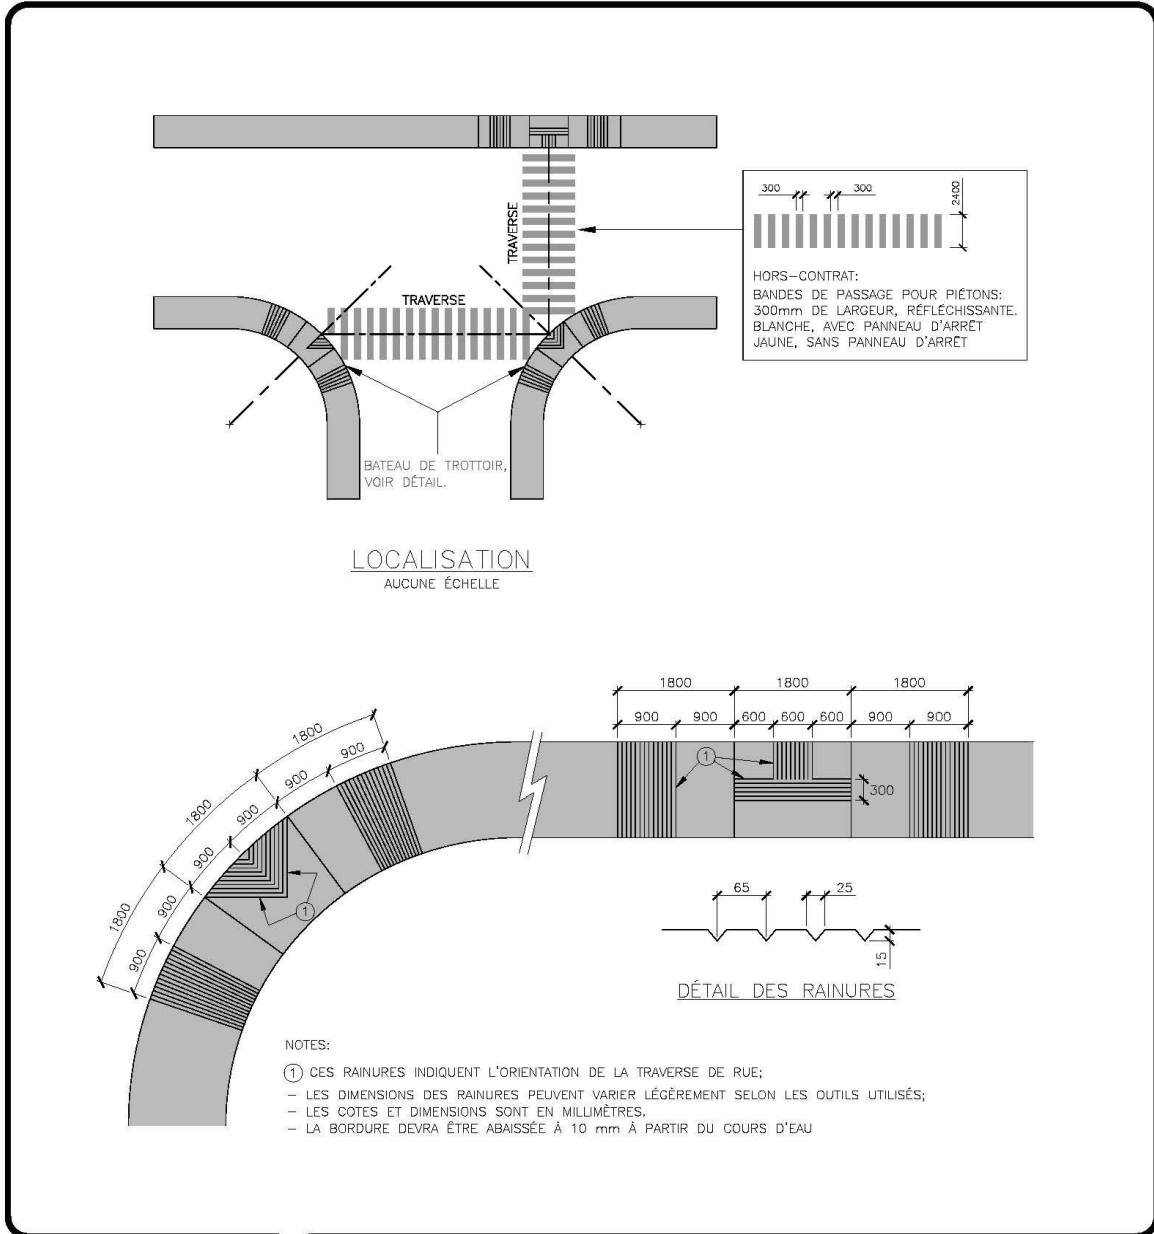 TRAVERSE
TRAVERSE
300
300
2400
HORS-CONTRAT:
BANDES DE PASSAGE POUR PIÉTONS:
300mm DE LARGEUR, RÉFLÉCHISSANTE.
BLANCHE, AVEC PANNEAU D'ARRÊT
JAUNE, SANS PANNEAU D'ARRÊT
BATEAU DE TROTTOIR,
VOIR DÉTAIL.
LOCALISATION
AUCUNE ÉCHELLE
1800
1800
1800
900
900
900
900
900
900
1
1800
1800
1800
900
900
600
600
600
900
900
1
300
65
25
15
DÉTAIL DES RAINURES
NOTES:
1 CES RAINURES INDIQUENT L'ORIENTATION DE LA TRAVERSE DE RUE;
– LES DIMENSIONS DES RAINURES PEUVENT VARIER LÉGÈREMENT SELON LES OUTILS UTILISÉS;
– LES COTES ET DIMENSIONS SONT EN MILLIMÈTRES.
– LA BORDURE DEVRA ÊTRE ABAISSÉE À 10 mm À PARTIR DU COURS D'EAU